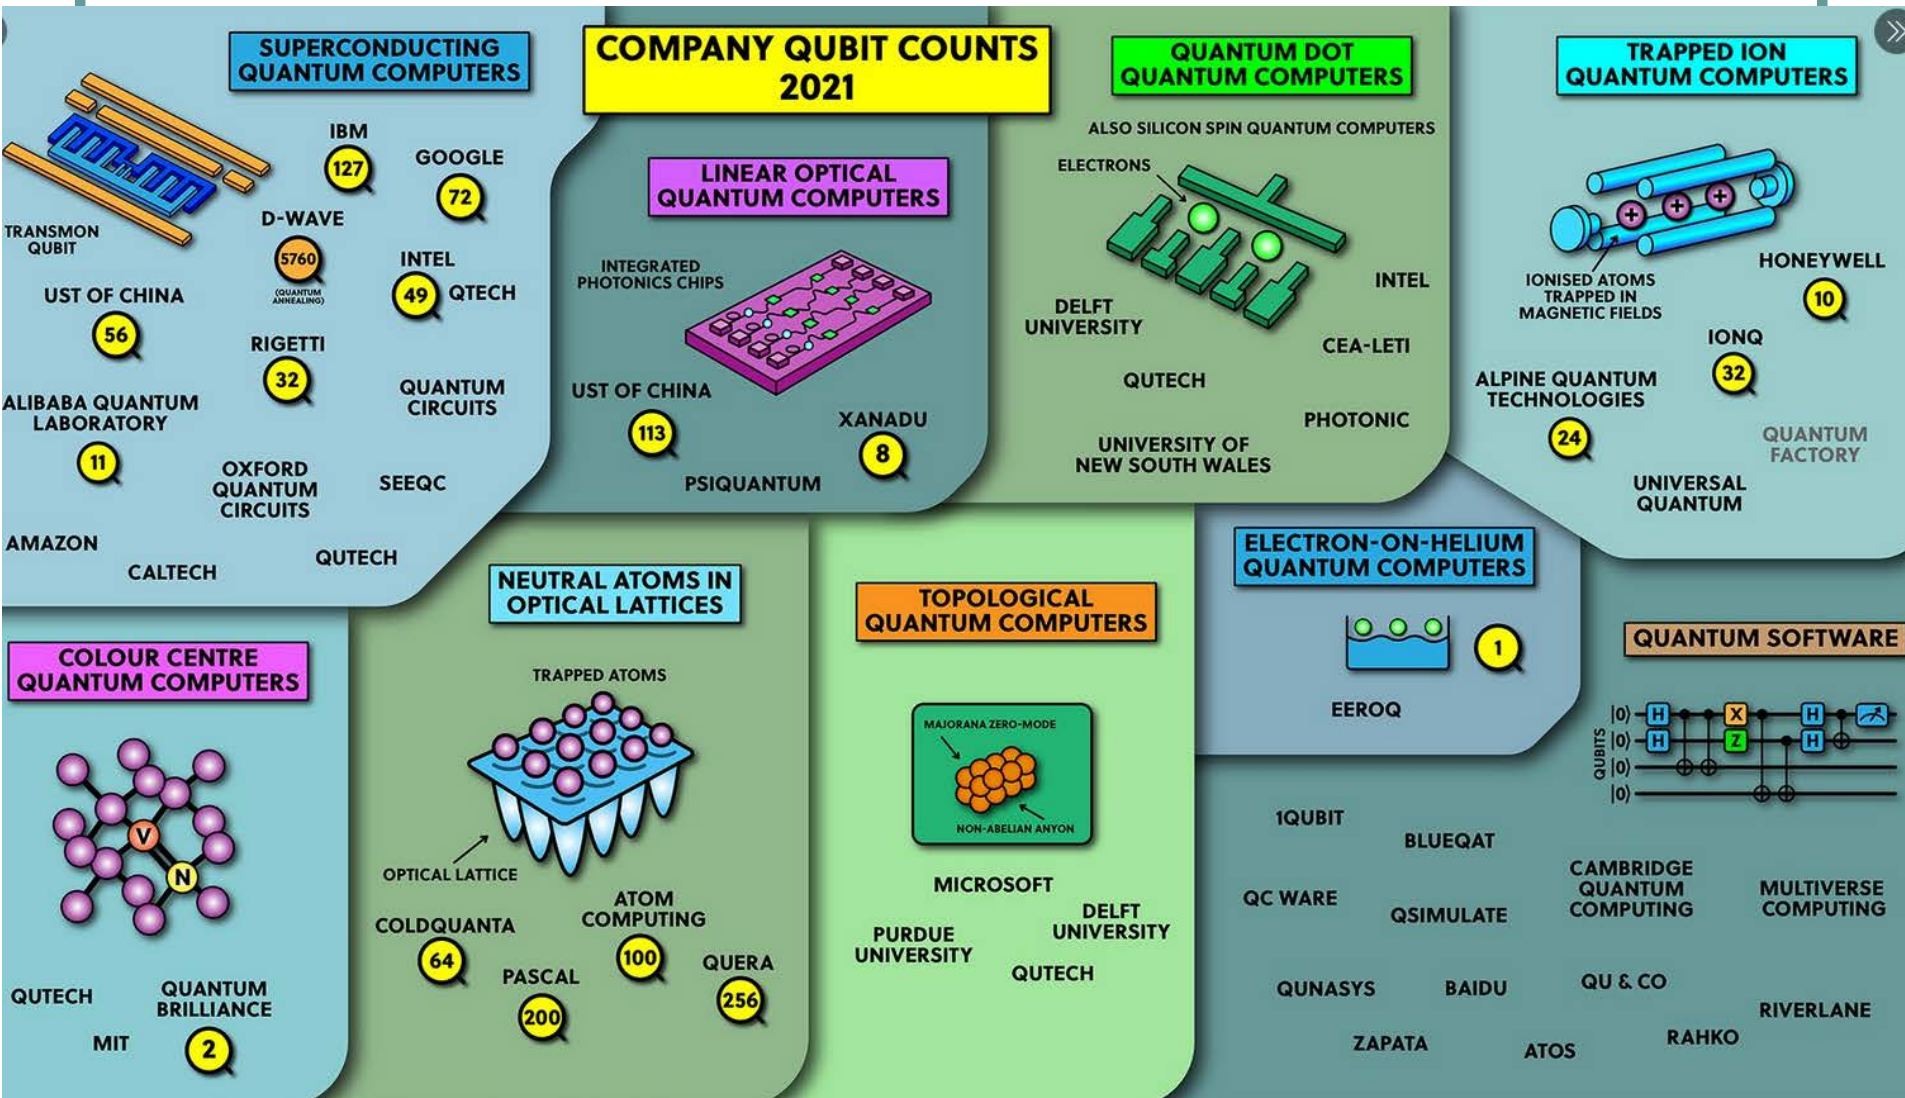 COMPANY QUBIT COUNTS
2021
SUPERCONDUCTING
QUANTUM COMPUTERS
TRANSMON
QUBIT
IBM
127
GOOGLE
72
D-WAVE
5760
(QUANTUM
ANNEALING)
INTEL
49
QTECH
UST OF CHINA
56
RIGETTI
32
QUANTUM
CIRCUITS
ALIBABA QUANTUM
LABORATORY
11
OXFORD
QUANTUM
CIRCUITS
SEEQC
AMAZON
CALTECH
QUTECH
LINEAR OPTICAL
QUANTUM COMPUTERS
INTEGRATED
PHOTONICS CHIPS
UST OF CHINA
113
XANADU
8
PSIQUANTUM
QUANTUM DOT
QUANTUM COMPUTERS
ALSO SILICON SPIN QUANTUM COMPUTERS
ELECTRONS
INTEL
DELFT
UNIVERSITY
CEA-LETI
QUTECH
PHOTONIC
UNIVERSITY OF
NEW SOUTH WALES
TRAPPED ION
QUANTUM COMPUTERS
+
+
+
IONISED ATOMS
TRAPPED IN
MAGNETIC FIELDS
HONEYWELL
10
IONQ
32
ALPINE QUANTUM
TECHNOLOGIES
24
QUANTUM
FACTORY
UNIVERSAL
QUANTUM
COLOUR CENTRE
QUANTUM COMPUTERS
V
N
QUTECH
QUANTUM
BRILLIANCE
2
MIT
NEUTRAL ATOMS IN
OPTICAL LATTICES
TRAPPED ATOMS
OPTICAL LATTICE
COLDQUANTA
64
ATOM
COMPUTING
100
PASCAL
200
QUERA
256
TOPOLOGICAL
QUANTUM COMPUTERS
MAJORANA ZERO-MODE
NON-ABELIAN ANYON
MICROSOFT
DELFT
UNIVERSITY
PURDUE
UNIVERSITY
QUTECH
ELECTRON-ON-HELIUM
QUANTUM COMPUTERS
1
EEROQ
QUANTUM SOFTWARE
QUBITS
|0⟩ H X H
|0⟩ H Z H
|0⟩
|0⟩
1QUBIT
BLUEQAT
CAMBRIDGE
QUANTUM
COMPUTING
MULTIVERSE
COMPUTING
QC WARE
QSIMULATE
QUNASYS
BAIDU
QU & CO
RIVERLANE
ZAPATA
ATOS
RAHKO